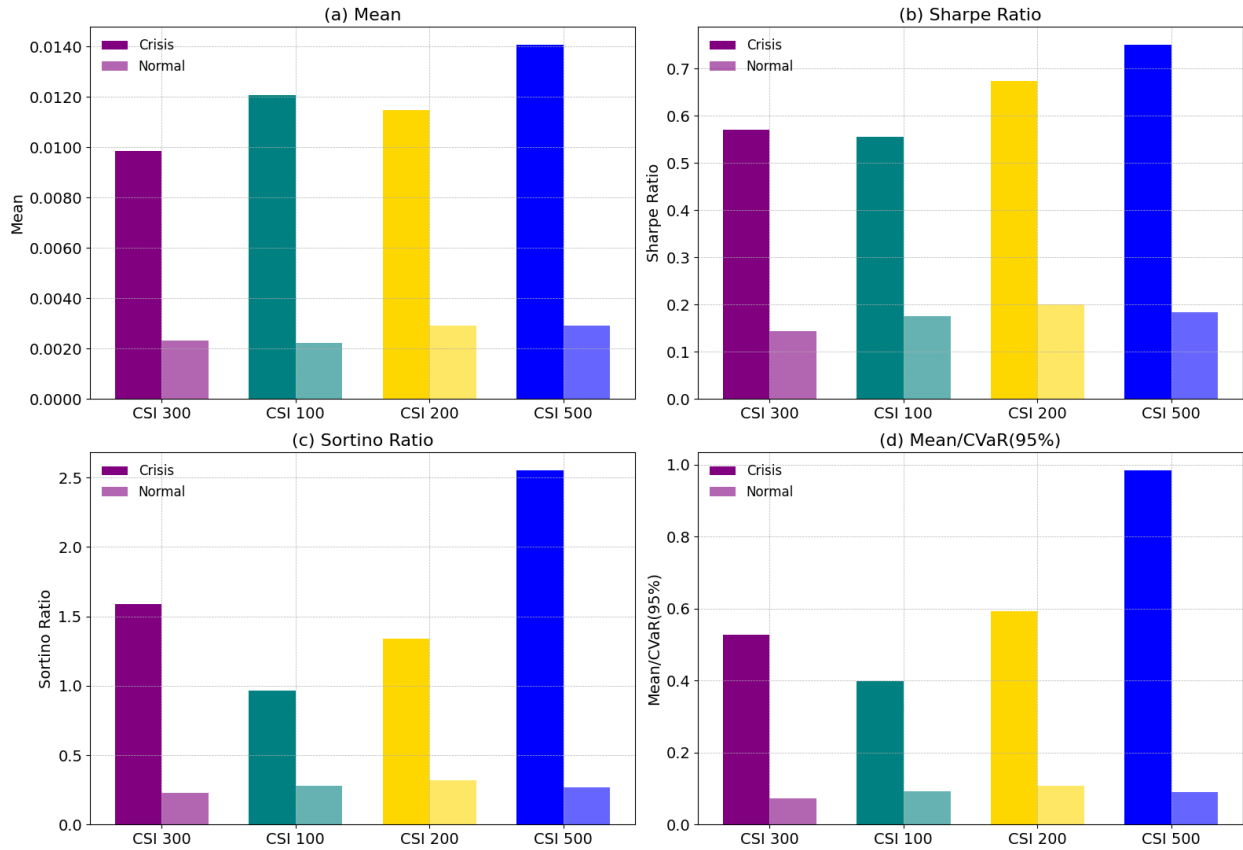 (a) Mean
Mean
0.0140
0.0120
0.0100
0.0080
0.0060
0.0040
0.0020
0.0000
Crisis
Normal
CSI 300
CSI 100
CSI 200
CSI 500
(b) Sharpe Ratio
Sharpe Ratio
0.7
0.6
0.5
0.4
0.3
0.2
0.1
0.0
Crisis
Normal
CSI 300
CSI 100
CSI 200
CSI 500
(c) Sortino Ratio
Sortino Ratio
2.5
2.0
1.5
1.0
0.5
0.0
Crisis
Normal
CSI 300
CSI 100
CSI 200
CSI 500
(d) Mean/CVaR(95%)
Mean/CVaR(95%)
1.0
0.8
0.6
0.4
0.2
0.0
Crisis
Normal
CSI 300
CSI 100
CSI 200
CSI 500